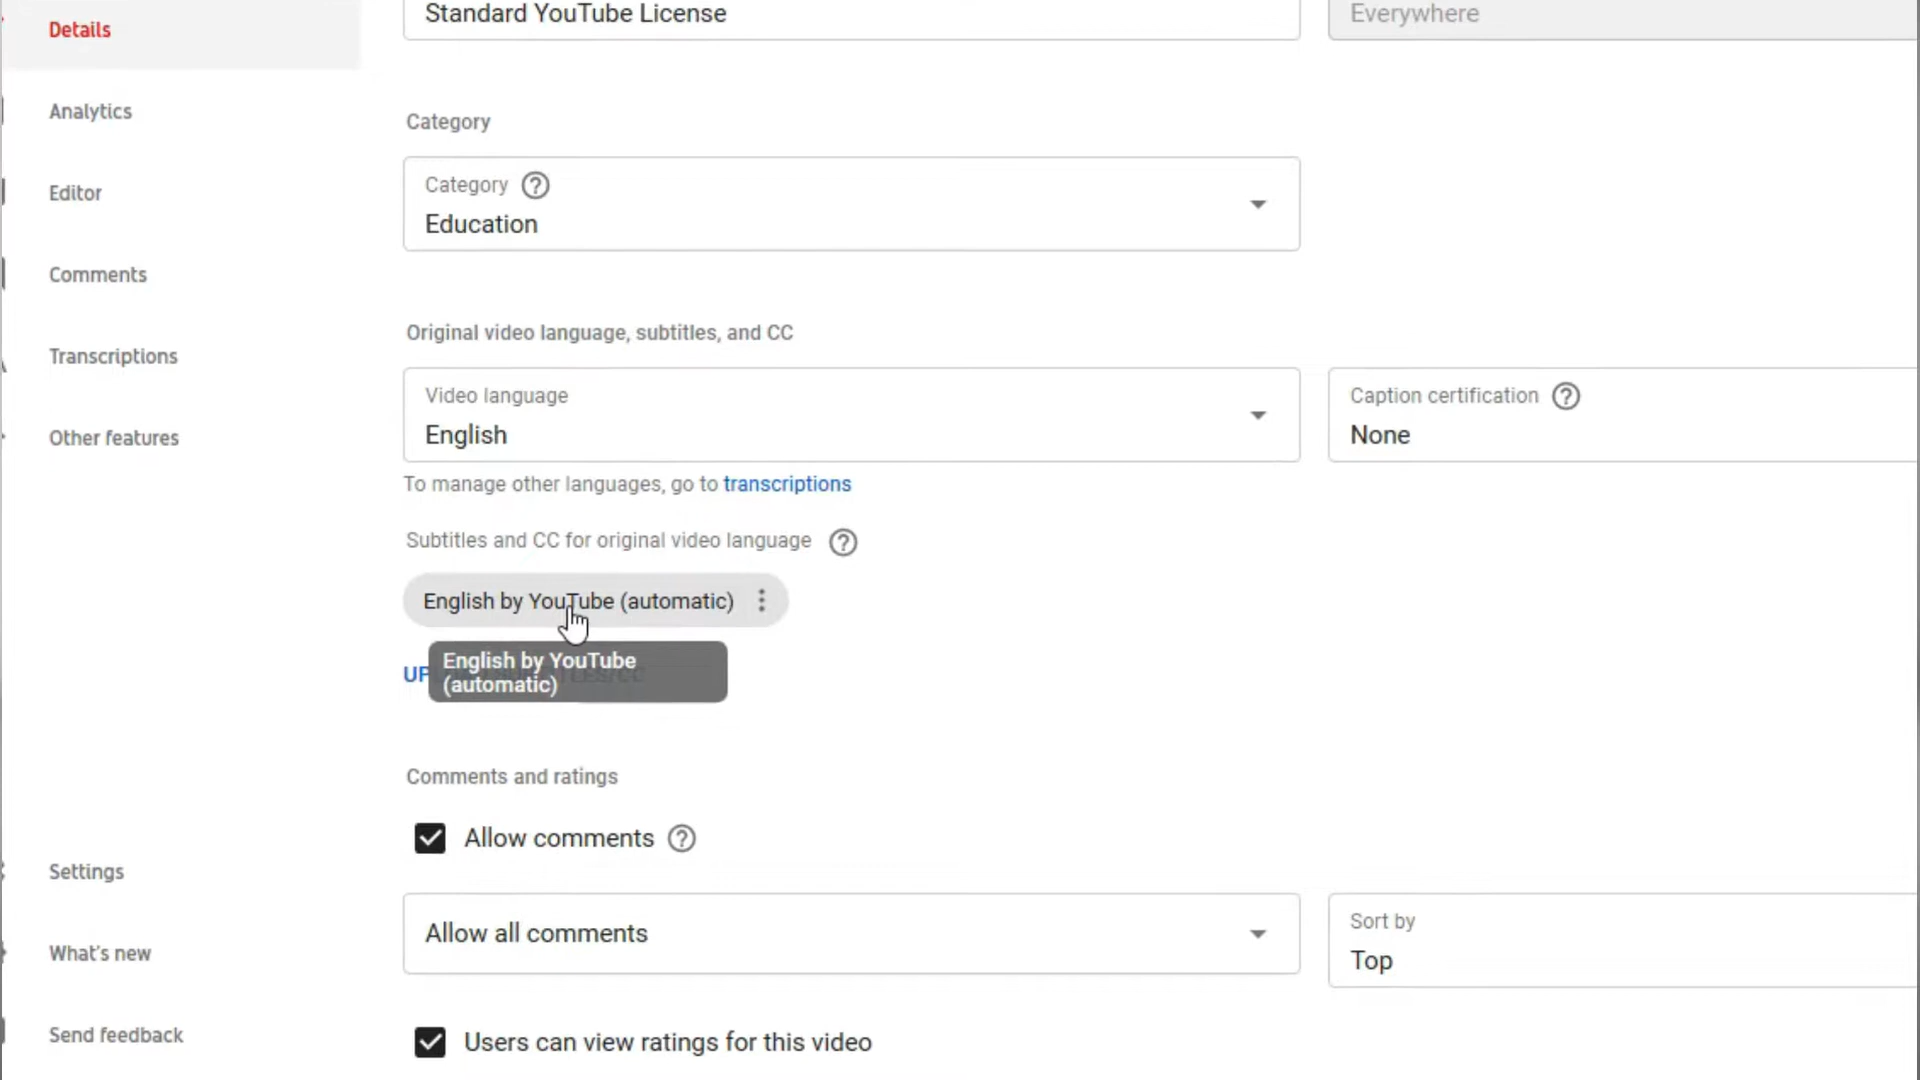 Details
Analytics
Editor
Comments
Transcriptions
Other features
Settings
What's new
Send feedback
Standard YouTube License
Everywhere
Category
Category
Education
Original video language, subtitles, and CC
Video language
English
Caption certification
None
To manage other languages, go to transcriptions
Subtitles and CC for original video language
English by YouTube (automatic)
English by YouTube
(automatic)
Comments and ratings
Allow comments
Allow all comments
Sort by
Top
Users can view ratings for this video